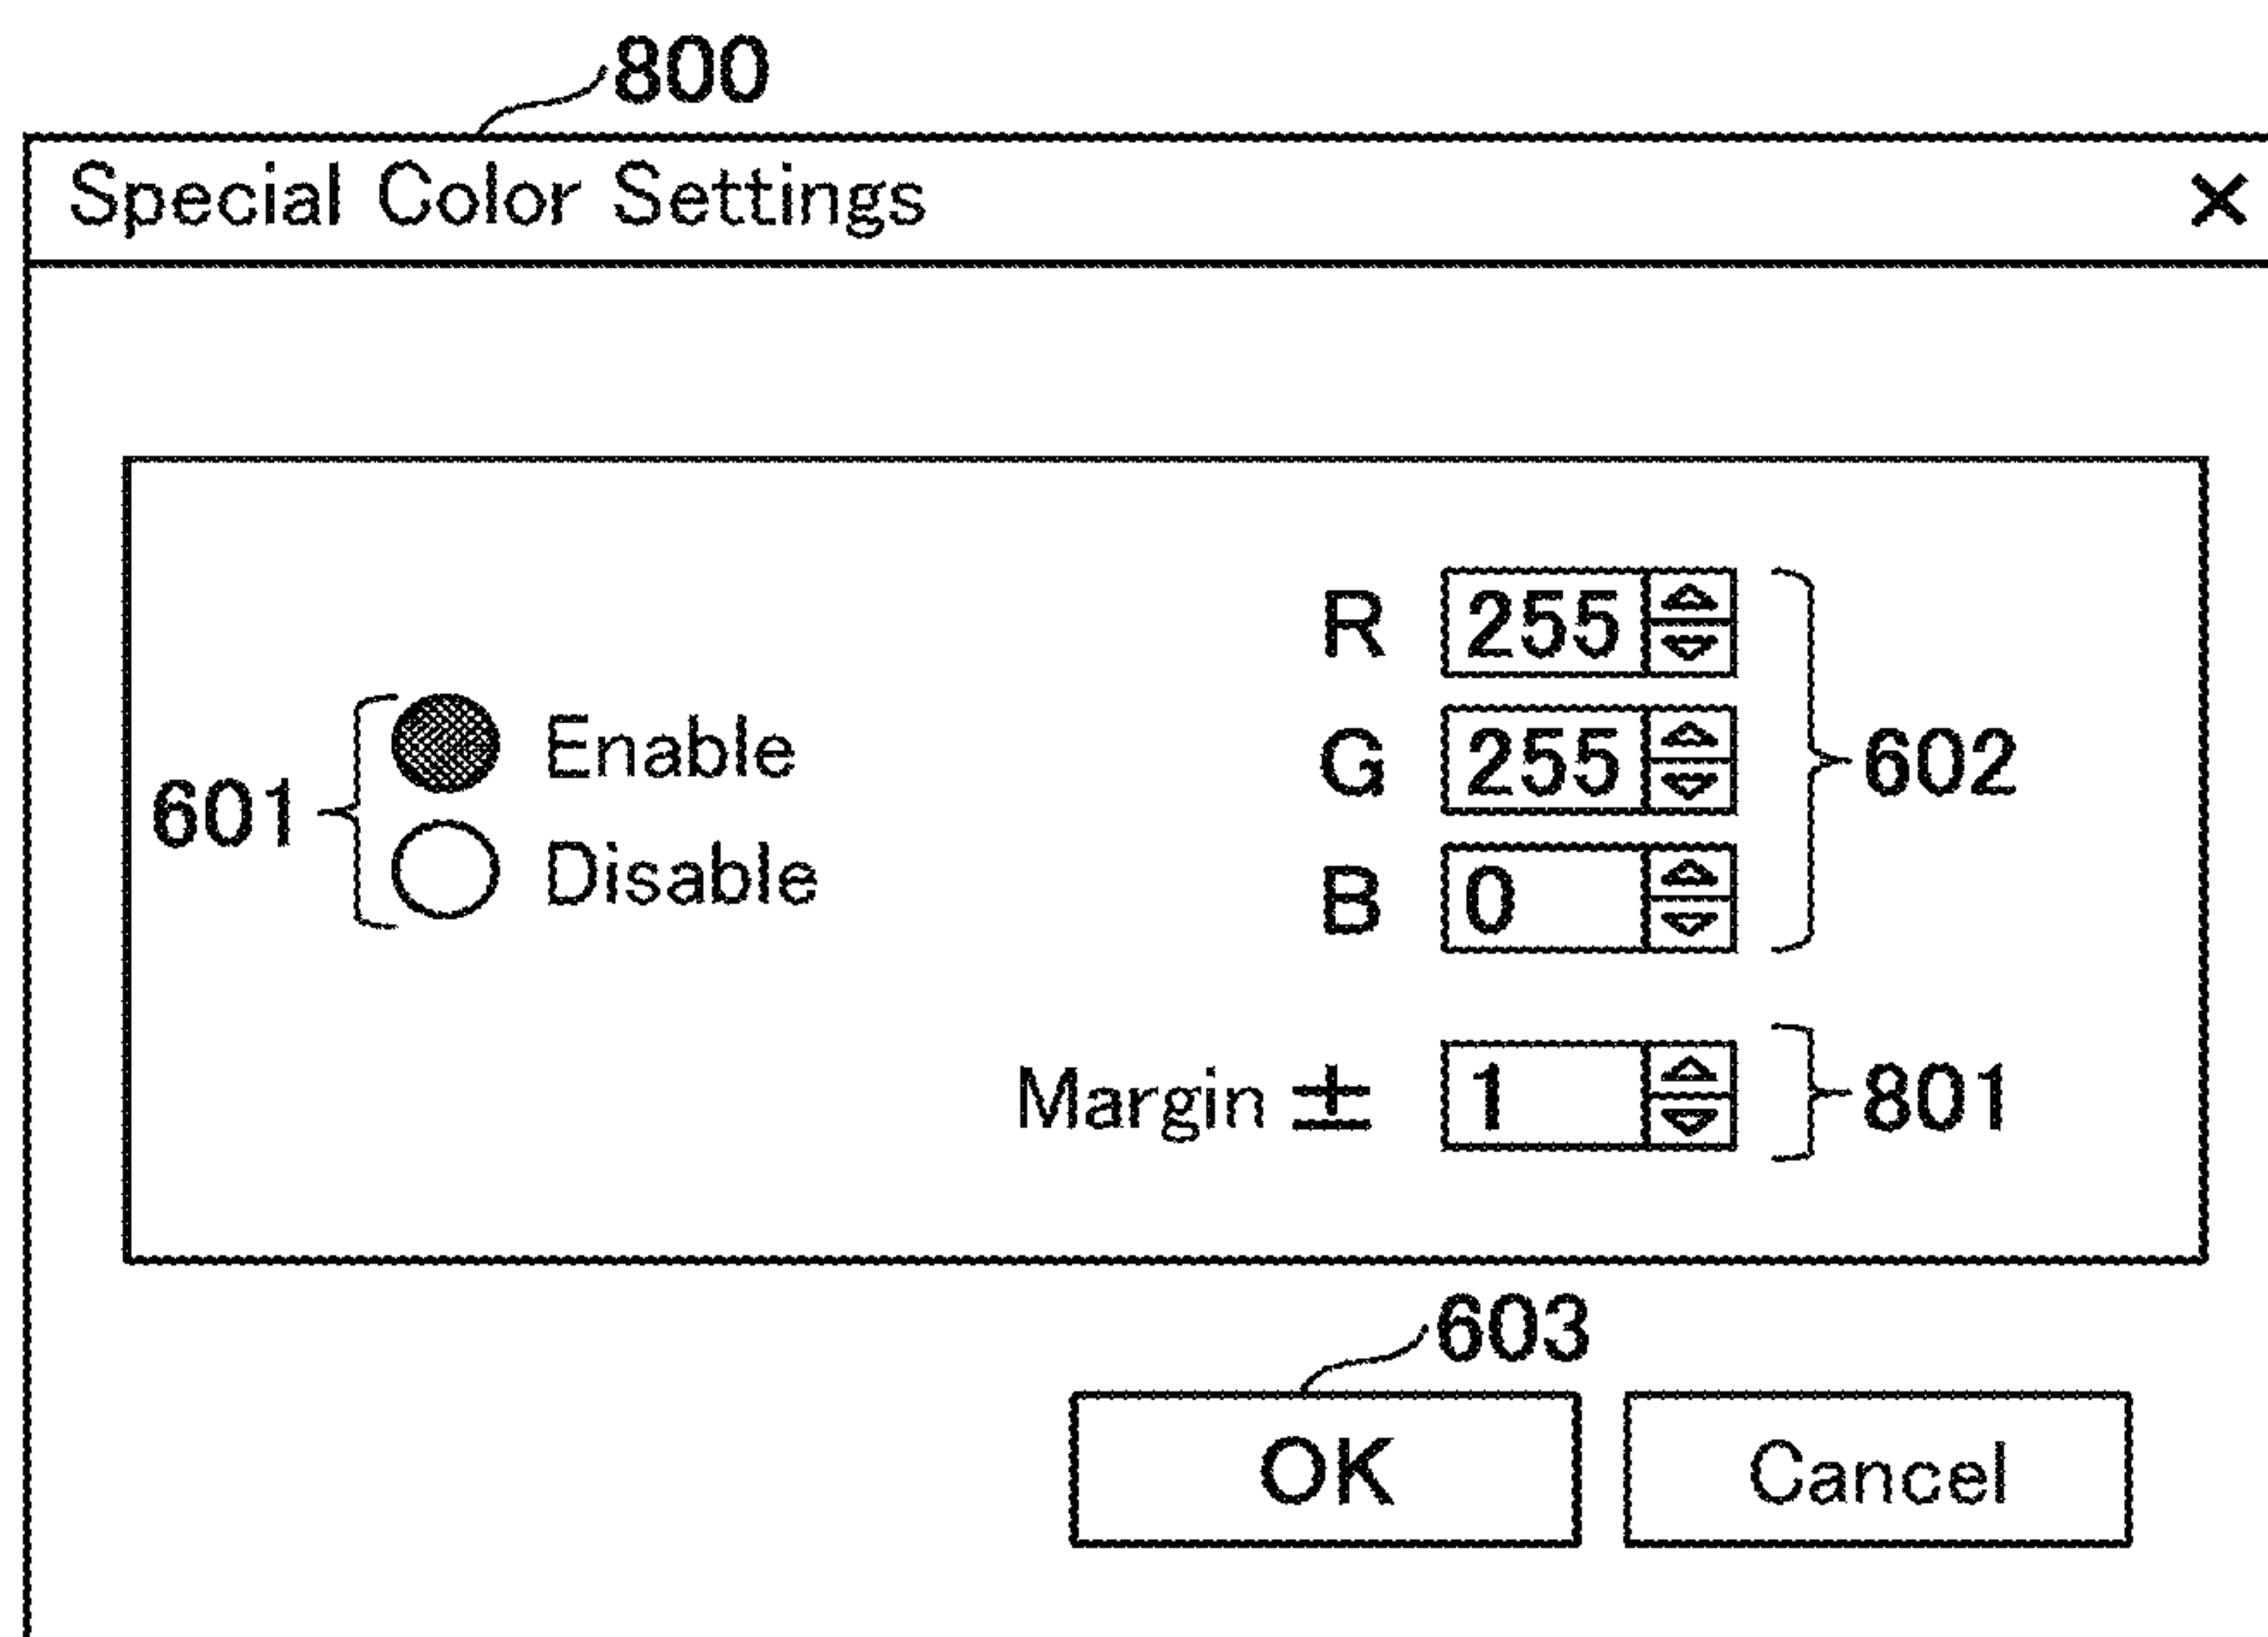 800
Special Color Settings ×
R 255
G 255 602
B 0
601 Enable
Disable
Margin ± 1 801
603
OK Cancel